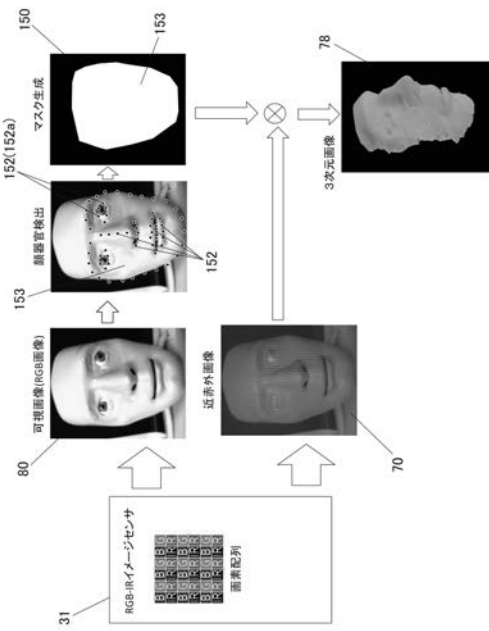 31
RGB-IRイメージセンサ
B G B G B G
B G B G B G
B G B G B G
画素配列
80
可視画像(RGB画像)
153
顔器官検出
152(152a)
152
マスク生成
150
153
近赤外画像
70
3次元画像
78